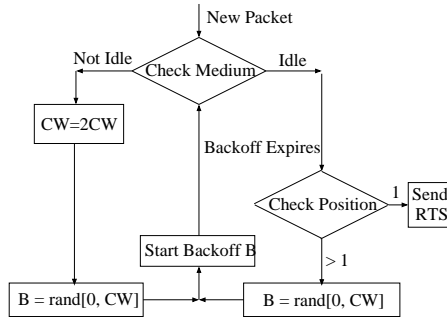 New Packet
Not Idle
Idle
Check Medium
CW=2CW
Backoff Expires
Check Position
1
Send
RTS
Start Backoff B
> 1
B = rand[0, CW]
B = rand[0, CW]